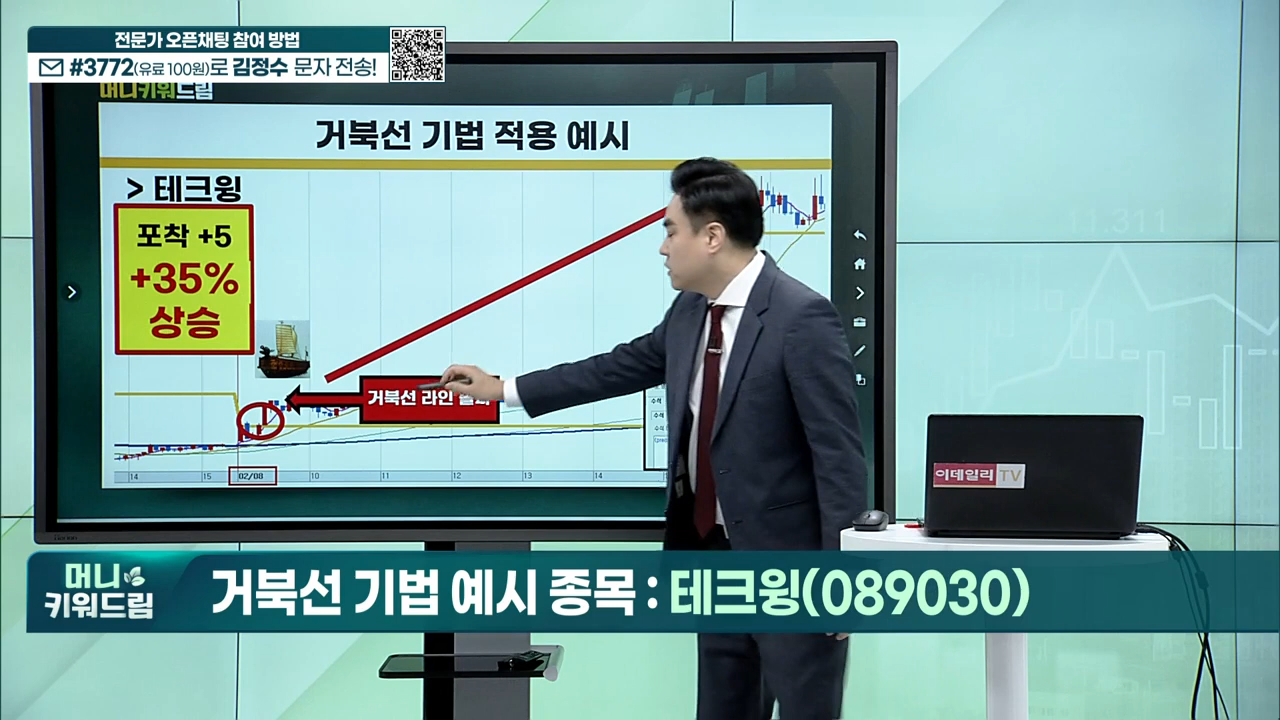 전문가 오픈채팅 참여 방법
#3772(유료 100원)로 김정수 문자 전송!
머니키워드림
거북선 기법 적용 예시
> 테크윙
포착 +5
+35%
상승
거북선 라인
14 15 02/08 10 11 12 13 14
11.311
이데일리 TV
머니
키워드림
거북선 기법 예시 종목 : 테크윙(089030)